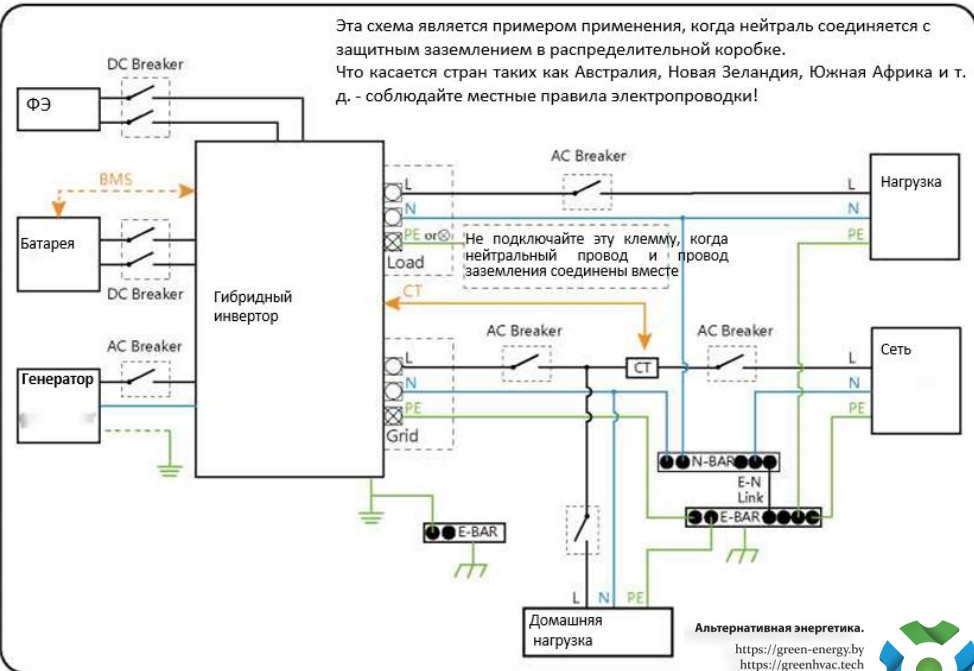 Эта схема является примером применения, когда нейтраль соединяется с
защитным заземлением в распределительной коробке.
Что касается стран таких как Австралия, Новая Зеландия, Южная Африка и т.
д. - соблюдайте местные правила электропроводки!
DC Breaker
ФЭ
BMS
Батарея
DC Breaker
AC Breaker
Генератор
Гибридный
инвертор
L
N
PE or
Load
Не подключайте эту клемму, когда
нейтральный провод и провод
заземления соединены вместе
AC Breaker
L
N
PE
Нагрузка
CT
AC Breaker
CT
AC Breaker
L
N
PE
Grid
L
N
PE
Сеть
N-BAR
E-N
Link
E-BAR
E-BAR
L N PE
Домашняя
нагрузка
Альтернативная энергетика.
https://green-energy.by
https://greenhvac.tech